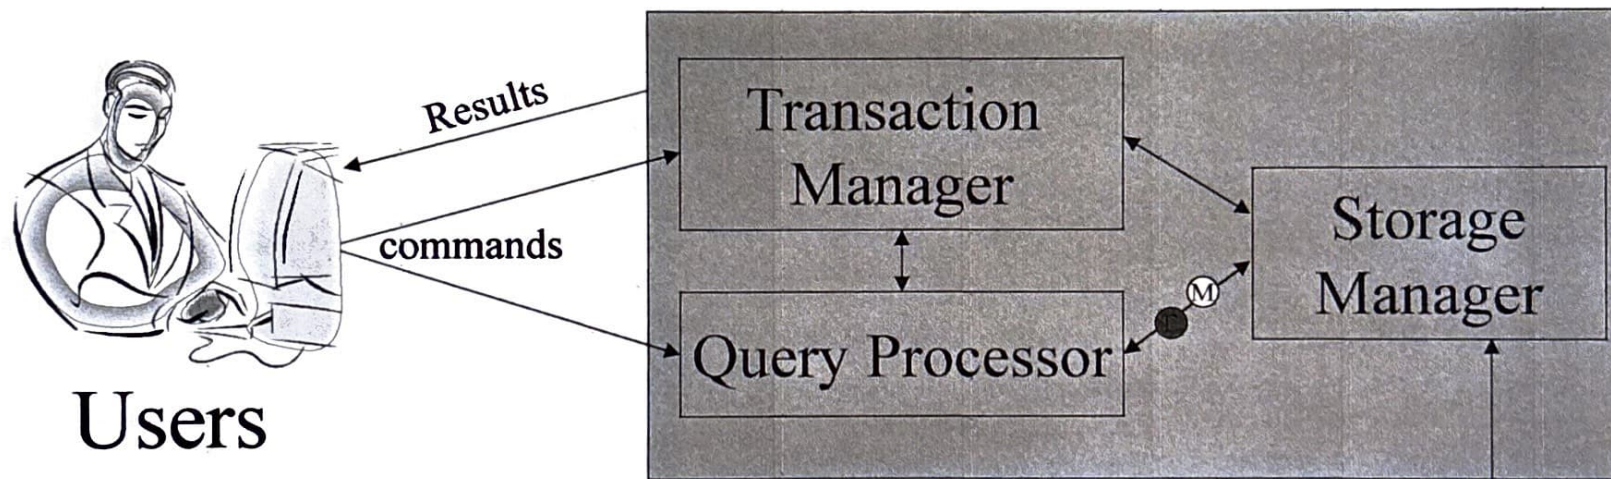 Results
Transaction
Manager
commands
Storage
Manager
M
Query Processor
Users